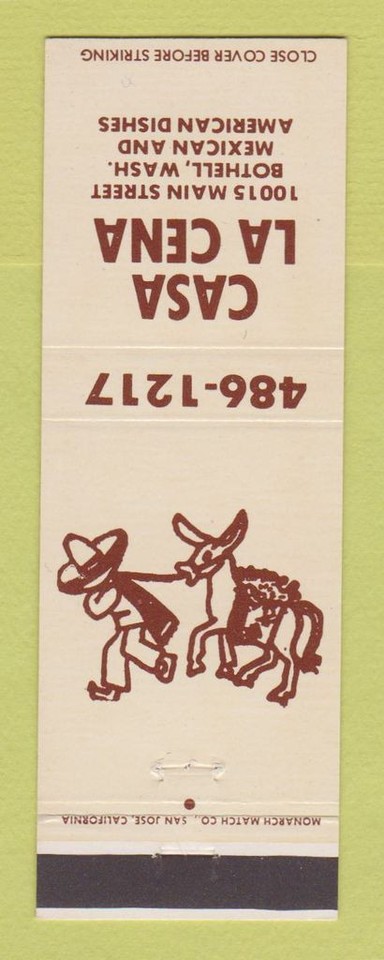 486-1217
CASA
LA CENA
10015 MAIN STREET
BOTHELL, WASH.
MEXICAN AND
AMERICAN DISHES
CLOSE COVER BEFORE STRIKING
MONARCH MATCH CO., SAN JOSE, CALIFORNIA